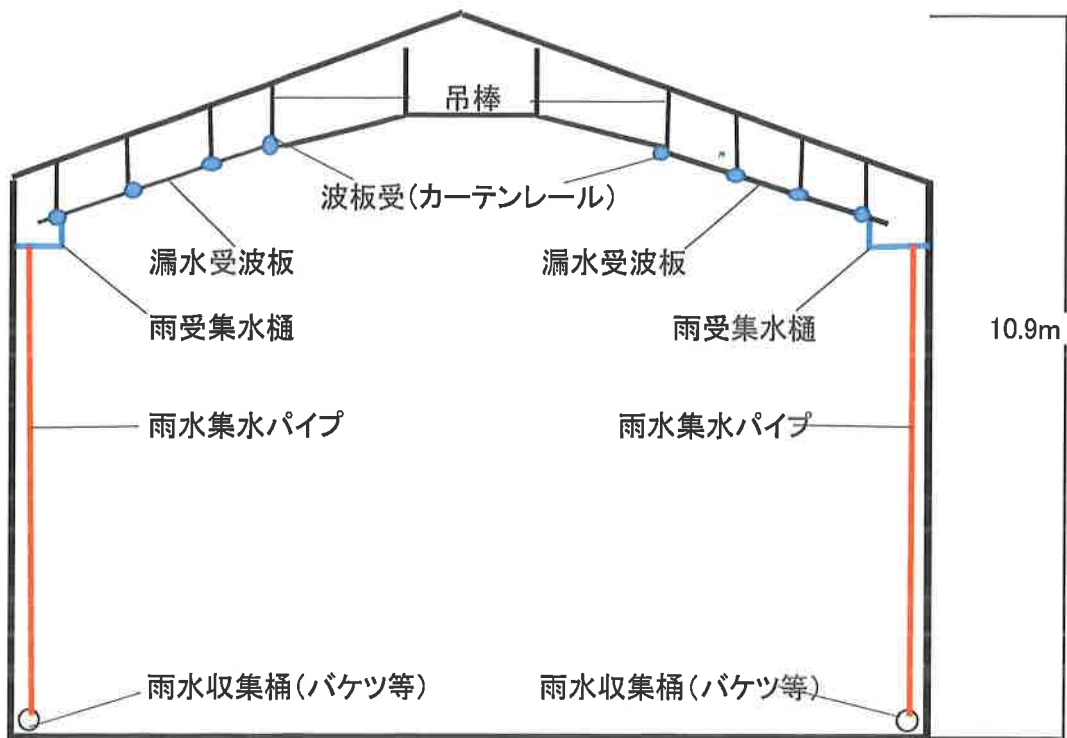 吊棒
波板受(カーテンレール)
漏水受波板
漏水受波板
雨受集水樋
雨受集水樋
10.9m
雨水集水パイプ
雨水集水パイプ
雨水収集桶(バケツ等)
雨水収集桶(バケツ等)